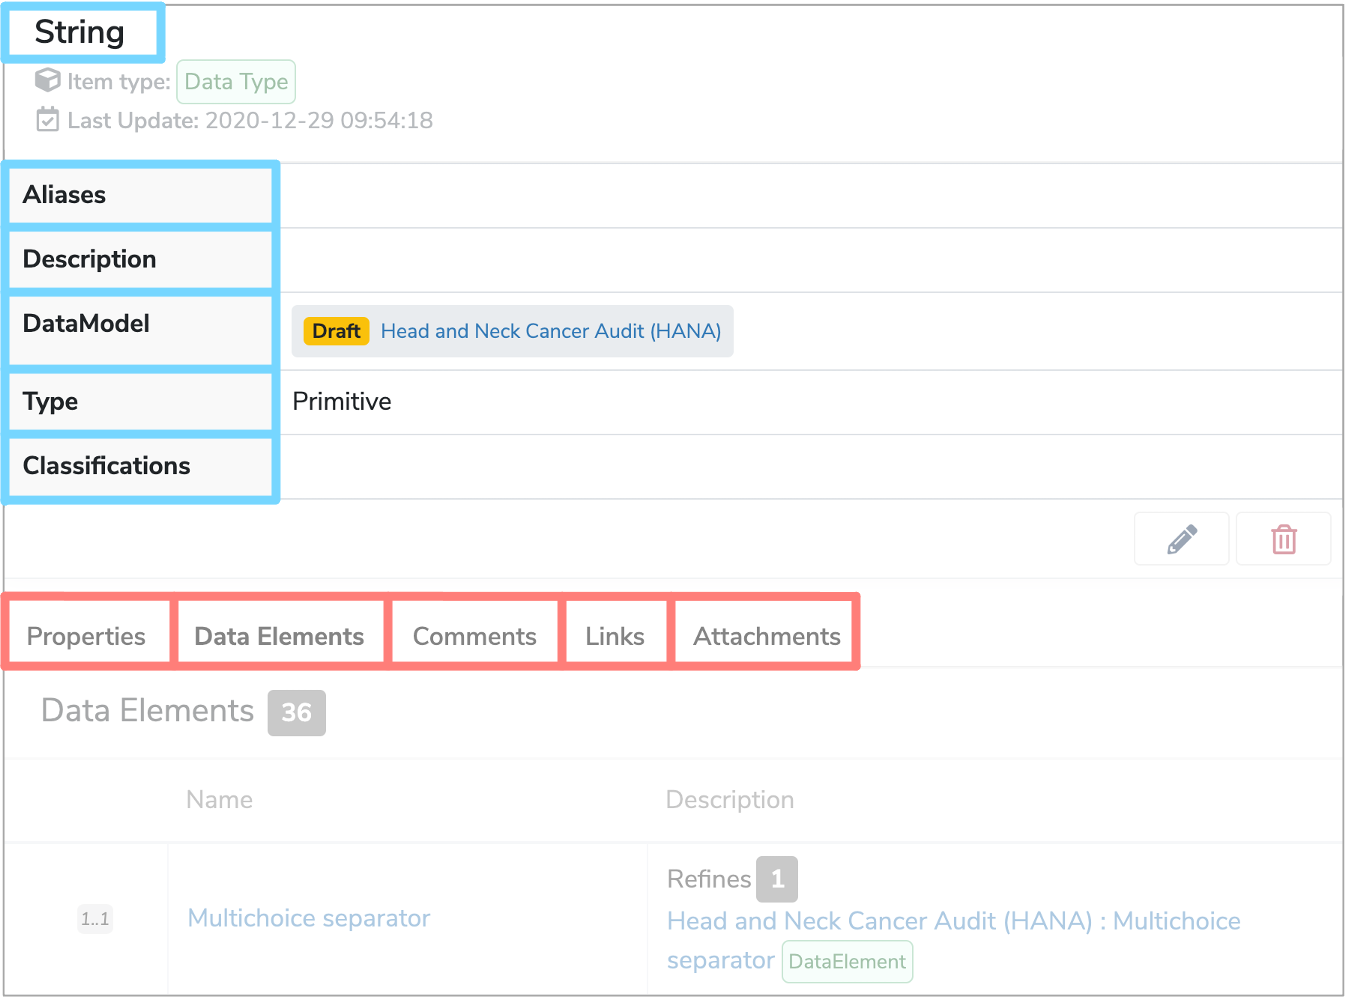 String
Item type: Data Type
Last Update: 2020-12-29 09:54:18
Aliases
Description
DataModel Draft Head and Neck Cancer Audit (HANA)
Type Primitive
Classifications
Properties Data Elements Comments Links Attachments
Data Elements 36
Name Description
Refines 1
1..1 Multichoice separator Head and Neck Cancer Audit (HANA) : Multichoice
separator DataElement